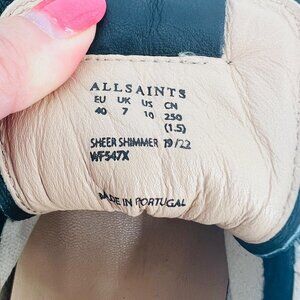 ALLSAINTS
EU UK US CN
40 7 10 250
(1.5)
SHEER SHIMMER 19/22
WF547X
MADE IN PORTUGAL